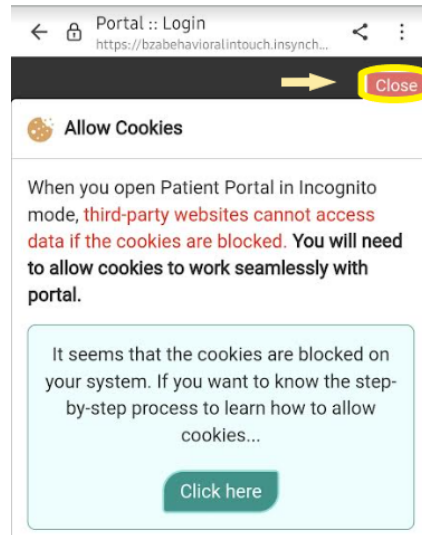 Portal :: Login
https://bzabehavioralintouch.insynch...
Close
Allow Cookies
When you open Patient Portal in Incognito
mode, third-party websites cannot access
data if the cookies are blocked. You will need
to allow cookies to work seamlessly with
portal.
It seems that the cookies are blocked on
your system. If you want to know the step-
by-step process to learn how to allow
cookies...
Click here